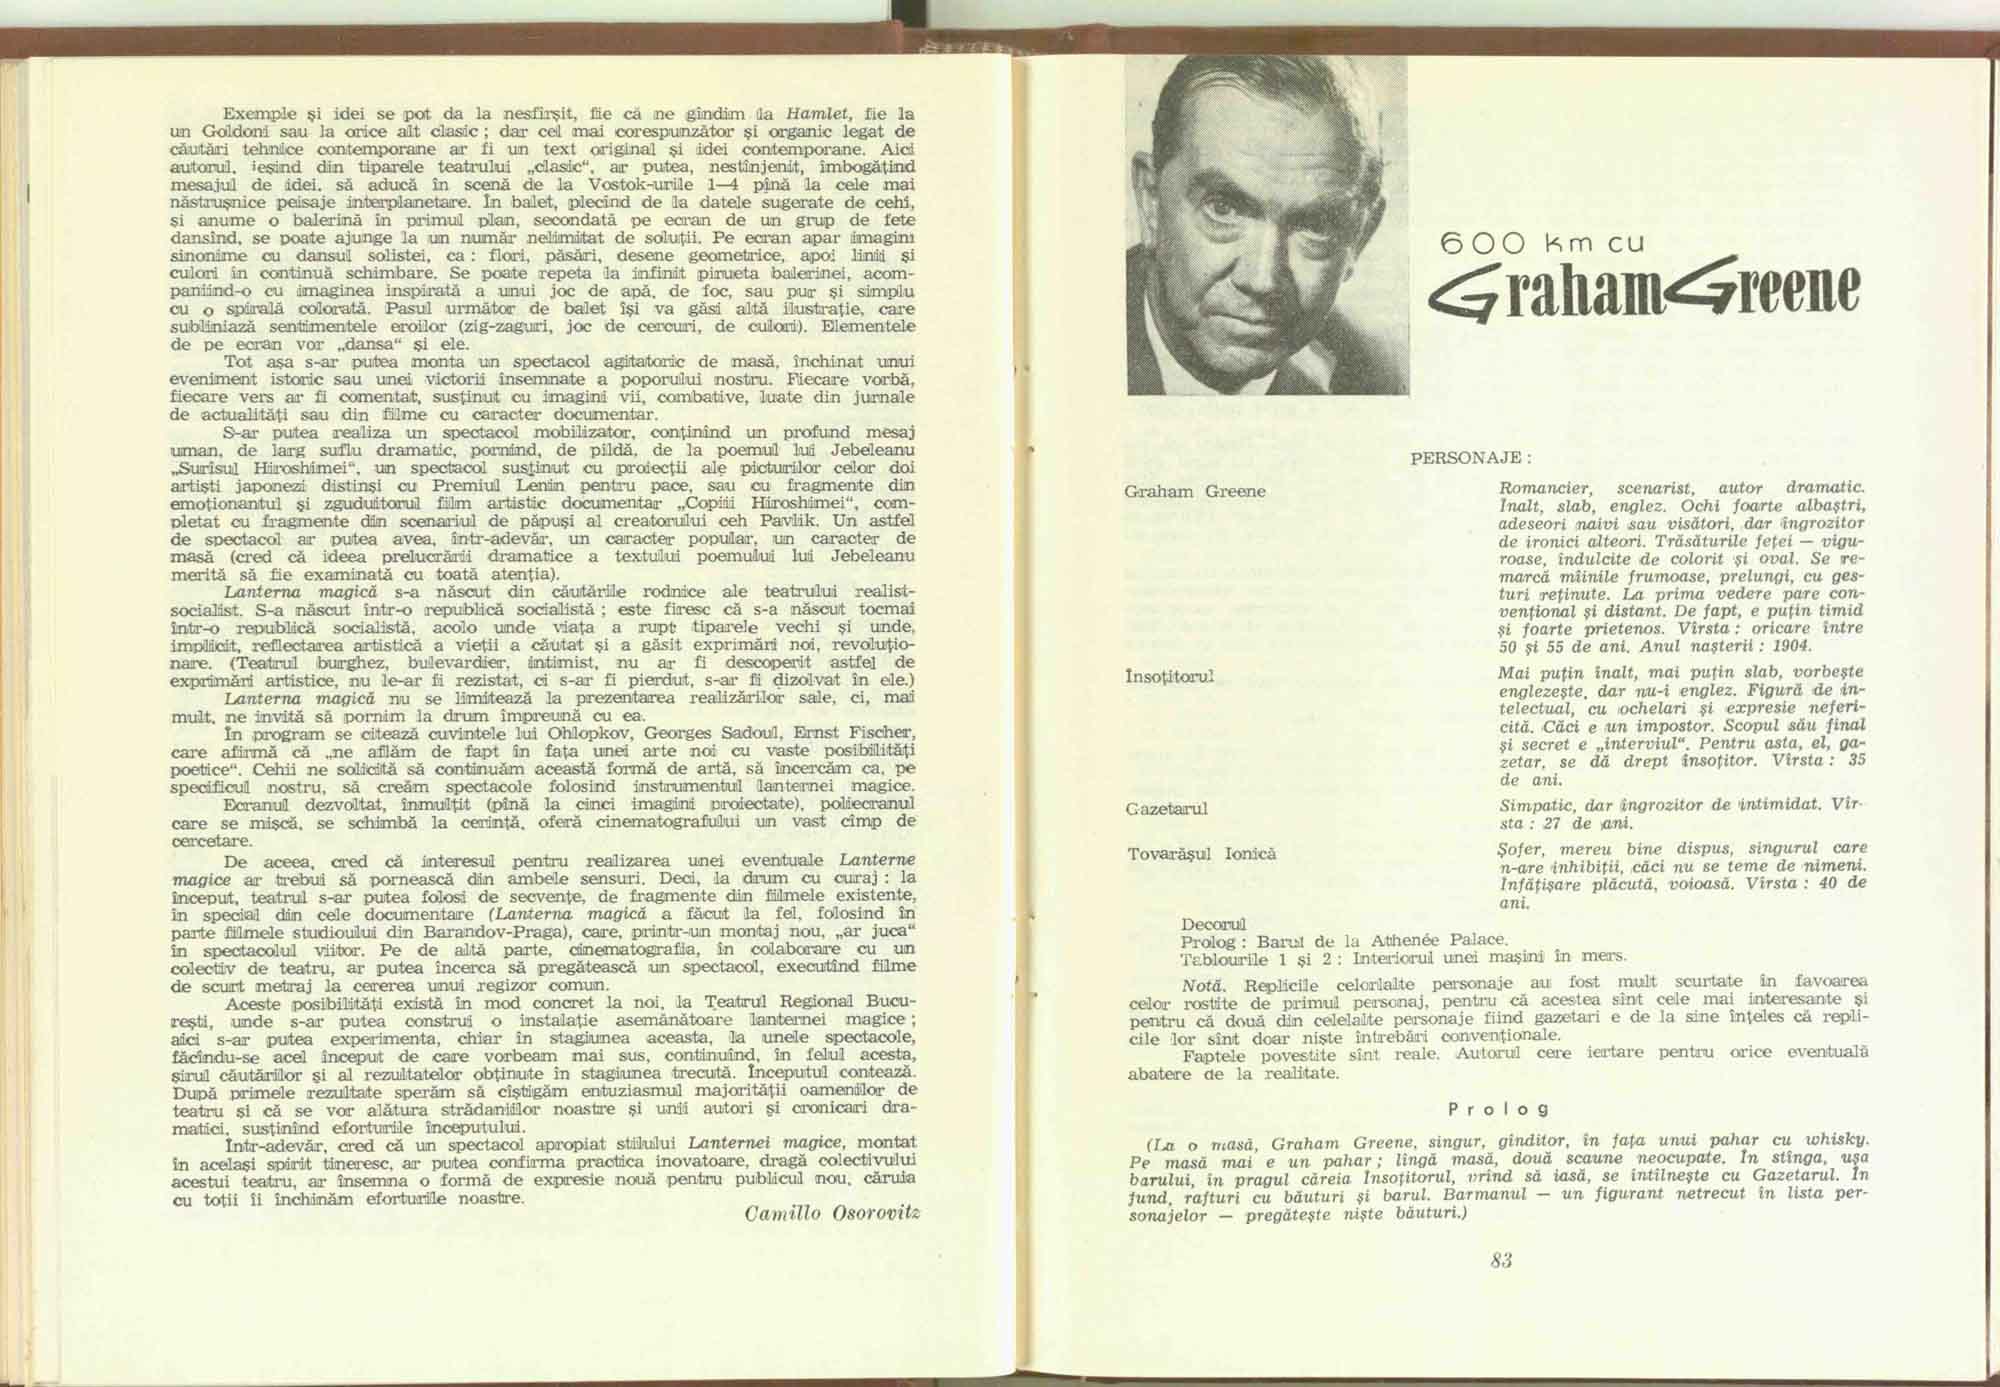 Exemple și idei se pot da la nesfîrșit, fie că ne gîndim la Hamlet, fie la
un Goldoni sau la orice alt clasic ; dar cel mai corespunzător și organic legat de
căutări tehnice contemporane ar fi un text original și idei contemporane. Aici
autorul, ieșind din tiparele teatrului „clasic“, ar putea, nestînjenit, îmbogățind
mesajul de idei, să aducă în scenă de la Vostok-urile 1—4 pînă la cele mai
năstrușnice peisaje interplanetare. În balet, plecînd de la datele sugerate de cehi,
și anume o balerină în primul plan, secondată pe ecran de un grup de fete
dansînd, se poate ajunge la un număr nelimitat de soluții. Pe ecran apar imagini
sinonime cu dansul solistei, ca : flori, păsări, desene geometrice, apoi linii și
culori în continuă schimbare. Se poate repeta la infinit pirueta balerinei, acom-
paniind-o cu imaginea inspirată a unui joc de apă, de foc, sau pur și simplu
cu o spirală colorată. Pasul următor de balet își va găsi altă ilustrație, care
subliniază sentimentele eroilor (zig-zaguri, joc de cercuri, de culori). Elementele
de pe ecran vor „dansa“ și ele.
Tot așa s-ar putea monta un spectacol agitatoric de masă, închinat unui
eveniment istoric sau unei victorii însemnate a poporului nostru. Fiecare vorbă,
fiecare vers ar fi comentat, susținut cu imagini vii, combative, luate din jurnale
de actualități sau din filme cu caracter documentar.
S-ar putea realiza un spectacol mobilizator, conținînd un profund mesaj
uman, de larg suflu dramatic, pornind, de pildă, de la poemul lui Jebeleanu
„Surîsul Hiroshimei“, un spectacol susținut cu proiecții ale picturilor celor doi
artiști japonezi distinși cu Premiul Lenin pentru pace, sau cu fragmente din
emoționantul și zguduitorul film artistic documentar „Copiii Hiroshimei“, com-
pletat cu fragmente din scenariul de păpuși al creatorului ceh Pavlik. Un astfel
de spectacol ar putea avea, într-adevăr, un caracter popular, un caracter de
masă (cred că ideea prelucrării dramatice a textului poemului lui Jebeleanu
merită să fie examinată cu toată atenția).
Lanterna magică s-a născut din căutările rodnice ale teatrului realist-
socialist. S-a născut într-o republică socialistă ; este firesc că s-a născut tocmai
într-o republică socialistă, acolo unde viața a rupt tiparele vechi și unde,
implicit, reflectarea artistică a vieții a căutat și a găsit exprimări noi, revoluțio-
nare. (Teatrul burghez, bulevardier, intimist, nu ar fi descoperit astfel de
exprimări artistice, nu le-ar fi rezistat, ci s-ar fi pierdut, s-ar fi dizolvat în ele.)
Lanterna magică nu se limitează la prezentarea realizărilor sale, ci, mai
mult, ne invită să pornim la drum împreună cu ea.
În program se citează cuvintele lui Ohlopkov, Georges Sadoul, Ernst Fischer,
care afirmă că „ne aflăm de fapt în fața unei arte noi cu vaste posibilități
poetice“. Cehii ne solicită să continuăm această formă de artă, să încercăm ca, pe
specificul nostru, să creăm spectacole folosind instrumentul lanternei magice.
Ecranul dezvoltat, înmulțit (pînă la cinci imagini proiectate), poliecranul
care se mișcă, se schimbă la cerință, oferă cinematografului un vast cîmp de
cercetare.
De aceea, cred că interesul pentru realizarea unei eventuale Lanterne
magice ar trebui să pornească din ambele sensuri. Deci, la drum cu curaj : la
început, teatrul s-ar putea folosi de secvențe, de fragmente din filmele existente,
în special din cele documentare (Lanterna magică a făcut la fel, folosind în
parte filmele studioului din Barandov-Praga), care, printr-un montaj nou, „ar juca“
în spectacolul viitor. Pe de altă parte, cinematografia, în colaborare cu un
colectiv de teatru, ar putea încerca să pregătească un spectacol, executînd filme
de scurt metraj la cererea unui regizor comun.
Aceste posibilități există în mod concret la noi, la Teatrul Regional Bucu-
rești, unde s-ar putea construi o instalație asemănătoare lanternei magice ;
aici s-ar putea experimenta, chiar în stagiunea aceasta, la unele spectacole,
făcîndu-se acel început de care vorbeam mai sus, continuînd, în felul acesta,
șirul căutărilor și al rezultatelor obținute în stagiunea trecută. Începutul contează.
După primele rezultate sperăm să cîștigăm entuziasmul majorității oamenilor de
teatru și că se vor alătura strădaniilor noastre și unii autori și cronicari dra-
matici, susținînd eforturile începutului.
Într-adevăr, cred că un spectacol apropiat stilului Lanternei magice, montat
în același spirit tineresc, ar putea confirma practica inovatoare, dragă colectivului
acestui teatru, ar însemna o formă de expresie nouă pentru publicul nou, căruia
cu toții îi închinăm eforturile noastre.
Camillo Osorovitz
600 km cu
Graham Greene
PERSONAJE :
Graham Greene
Romancier, scenarist, autor dramatic.
Înalt, slab, englez. Ochi foarte albaștri,
adeseori naivi sau visători, dar îngrozitor
de ironici alteori. Trăsăturile feței — vigu-
roase, îndulcite de colorit și oval. Se re-
marcă mîinile frumoase, prelungi, cu ges-
turi reținute. La prima vedere pare con-
vențional și distant. De fapt, e puțin timid
și foarte prietenos. Vîrsta : oricare între
50 și 55 de ani. Anul nașterii : 1904.
Însoțitorul
Mai puțin înalt, mai puțin slab, vorbește
englezește, dar nu-i englez. Figură de in-
telectual, cu ochelari și expresie neferi-
cită. Căci e un impostor. Scopul său final
și secret e „interviul“. Pentru asta, el, ga-
zetar, se dă drept însoțitor. Vîrsta : 35
de ani.
Gazetarul
Simpatic, dar îngrozitor de intimidat. Vîr-
sta : 27 de ani.
Tovarășul Ionică
Șofer, mereu bine dispus, singurul care
n-are inhibiții, căci nu se teme de nimeni.
Înfățișare plăcută, voioasă. Vîrsta : 40 de
ani.
Decorul
Prolog : Barul de la Athenée Palace.
Tablourile 1 și 2 : Interiorul unei mașini în mers.
Notă. Replicile celorlalte personaje au fost mult scurtate în favoarea
celor rostite de primul personaj, pentru că acestea sînt cele mai interesante și
pentru că două din celelalte personaje fiind gazetari e de la sine înțeles că repli-
cile lor sînt doar niște întrebări convenționale.
Faptele povestite sînt reale. Autorul cere iertare pentru orice eventuală
abatere de la realitate.
Prolog
(La o masă, Graham Greene, singur, gînditor, în fața unui pahar cu whisky.
Pe masă mai e un pahar ; lîngă masă, două scaune neocupate. În stînga, ușa
barului, în pragul căreia Însoțitorul, vrînd să iasă, se întîlnește cu Gazetarul. În
fund, rafturi cu băuturi și barul. Barmanul — un figurant netrecut în lista per-
sonajelor — pregătește niște băuturi.)
83